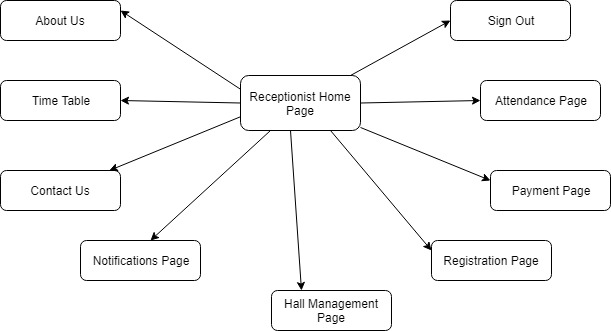 About Us
Sign Out
Time Table
Receptionist Home
Page
Attendance Page
Contact Us
Payment Page
Notifications Page
Registration Page
Hall Management
Page